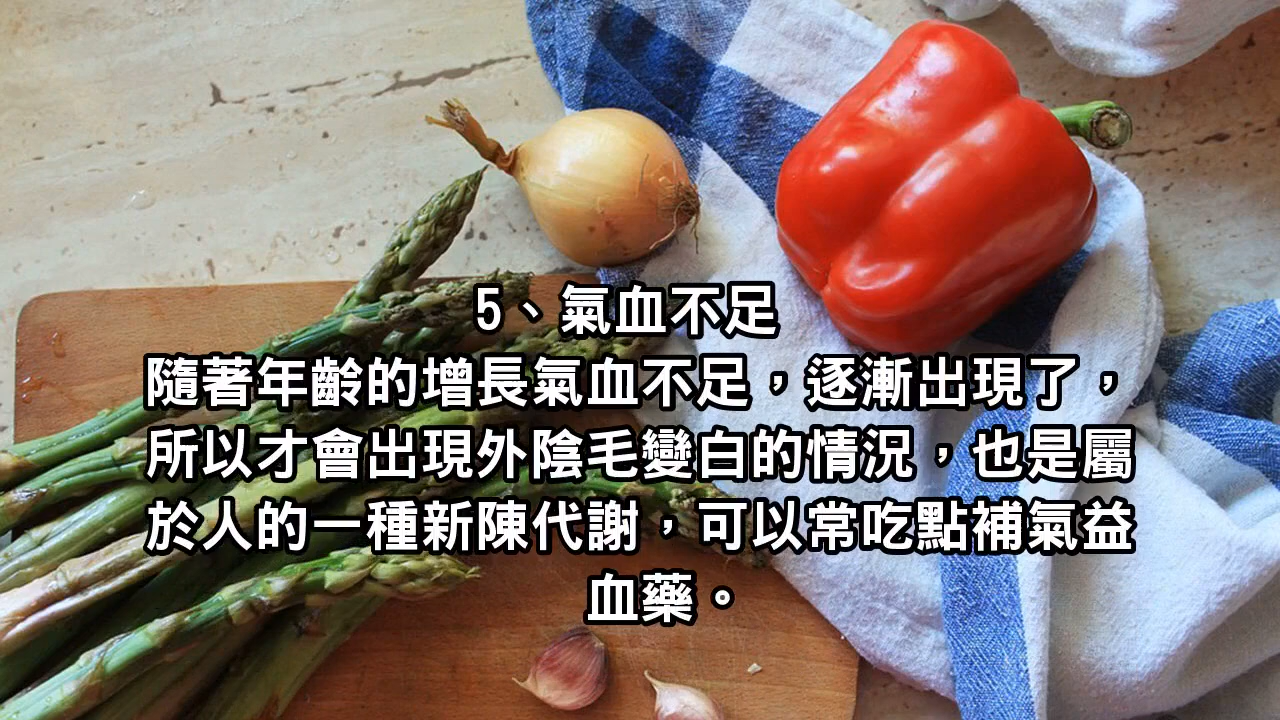 5、氣血不足
隨著年齡的增長氣血不足，逐漸出現了，
所以才會出現外陰毛變白的情況，也是屬
於人的一種新陳代謝，可以常吃點補氣益
血藥。